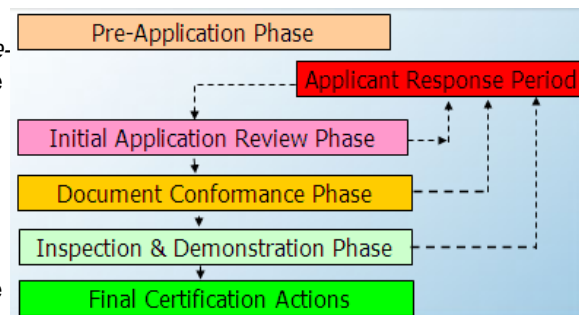 Pre-Application Phase
Applicant Response Period
Initial Application Review Phase
Document Conformance Phase
Inspection & Demonstration Phase
Final Certification Actions